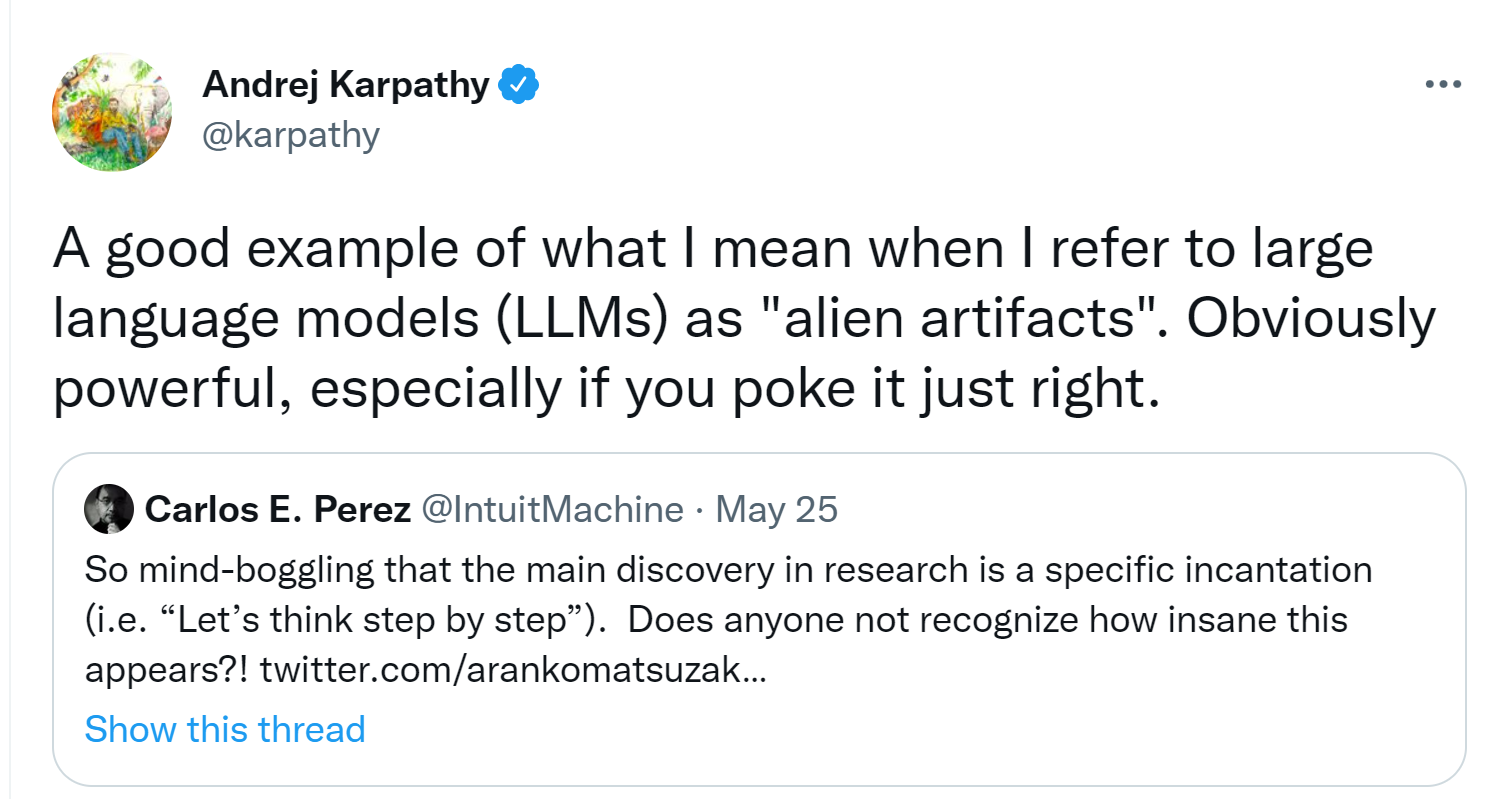 Andrej Karpathy
@karpathy
A good example of what I mean when I refer to large
language models (LLMs) as "alien artifacts". Obviously
powerful, especially if you poke it just right.
Carlos E. Perez @IntuitMachine · May 25
So mind-boggling that the main discovery in research is a specific incantation
(i.e. “Let’s think step by step”).  Does anyone not recognize how insane this
appears?! twitter.com/arankomatsuzak…
Show this thread